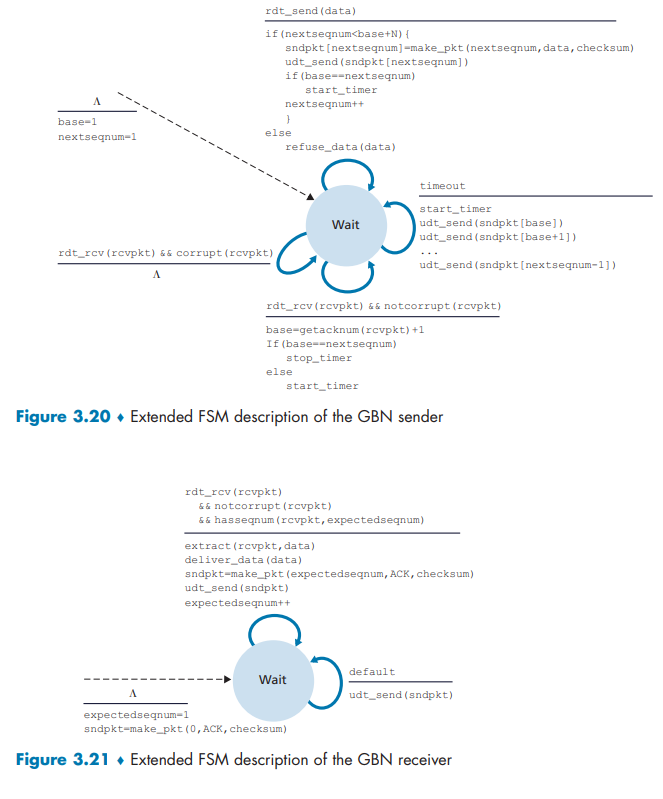 rdt_send(data)
if(nextseqnum<base+N){
sndpkt[nextseqnum]=make_pkt(nextseqnum,data,checksum)
udt_send(sndpkt[nextseqnum])
if(base==nextseqnum)
start_timer
nextseqnum++
}
else
refuse_data(data)
Λ
base=1
nextseqnum=1
Wait
timeout
start_timer
udt_send(sndpkt[base])
udt_send(sndpkt[base+1])
...
udt_send(sndpkt[nextseqnum-1])
rdt_rcv(rcvpkt) && corrupt(rcvpkt)
Λ
rdt_rcv(rcvpkt) && notcorrupt(rcvpkt)
base=getacknum(rcvpkt)+1
If(base==nextseqnum)
stop_timer
else
start_timer
Figure 3.20 ♦ Extended FSM description of the GBN sender
rdt_rcv(rcvpkt)
&& notcorrupt(rcvpkt)
&& hasseqnum(rcvpkt,expectedseqnum)
extract(rcvpkt,data)
deliver_data(data)
sndpkt=make_pkt(expectedseqnum,ACK,checksum)
udt_send(sndpkt)
expectedseqnum++
Wait
default
udt_send(sndpkt)
Λ
expectedseqnum=1
sndpkt=make_pkt(0,ACK,checksum)
Figure 3.21 ♦ Extended FSM description of the GBN receiver